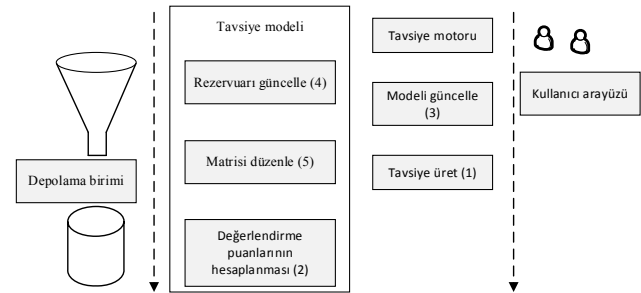 Tavsiye modeli
Rezervuarı güncelle (4)
Matrisi düzenle (5)
Değerlendirme
puanlarının
hesaplanması (2)
Depolama birimi
Tavsiye motoru
Modeli güncelle
(3)
Tavsiye üret (1)
Kullanıcı arayüzü